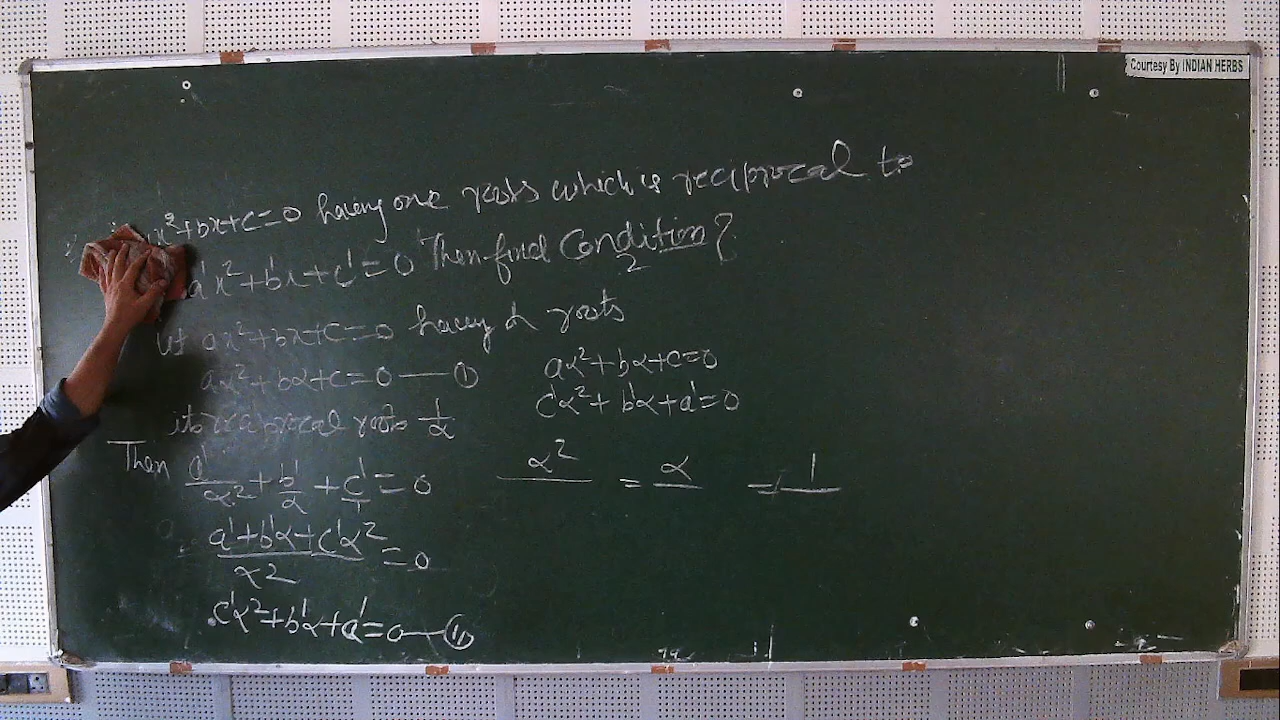 Courtesy By INDIAN HERBS
x²+bx+c=0 having one roots which is reciprocal to
a'x²+b'x+c'=0 Then find Condition?
2
let ax²+bx+c=0 having α roots
aα²+bα+c=0 — ①
its reciprocal roots 1/α
Then a'/α² + b'/α + c'/1 = 0
a'+b'α+c'α² / α² = 0
c'α²+b'α+a'=0 — ⑪
aα²+bα+c=0
c'α²+b'α+a'=0
α²/ = α/ = 1/